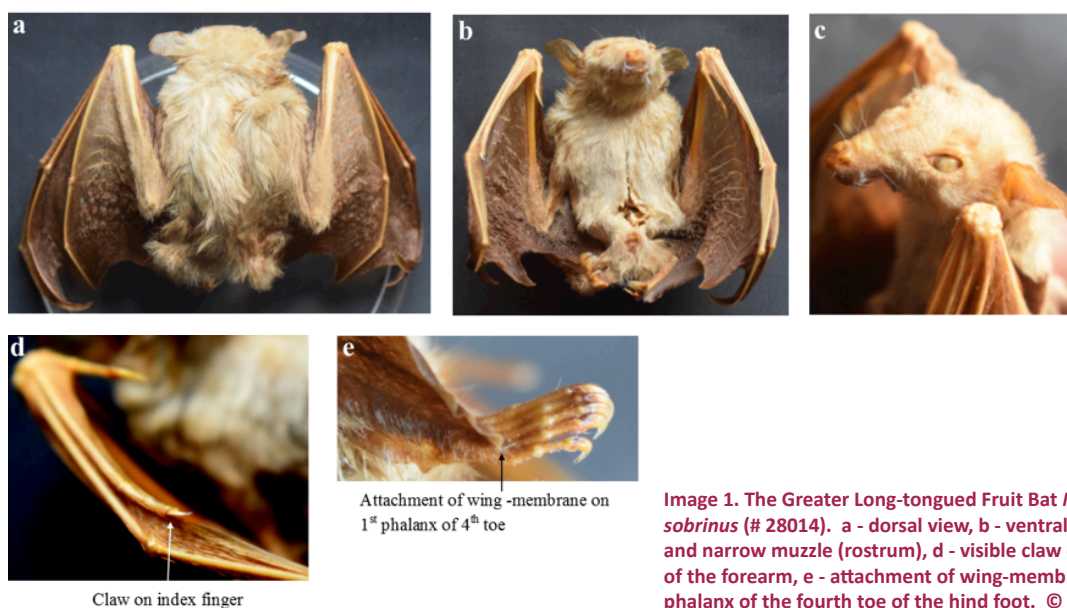 a
b
c
d
e
Claw on index finger
Attachment of wing -membrane on
1st phalanx of 4th toe
Image 1. The Greater Long-tongued Fruit Bat
sobrinus (# 28014). a - dorsal view, b - ventral
and narrow muzzle (rostrum), d - visible claw
of the forearm, e - attachment of wing-memb
phalanx of the fourth toe of the hind foot. ©